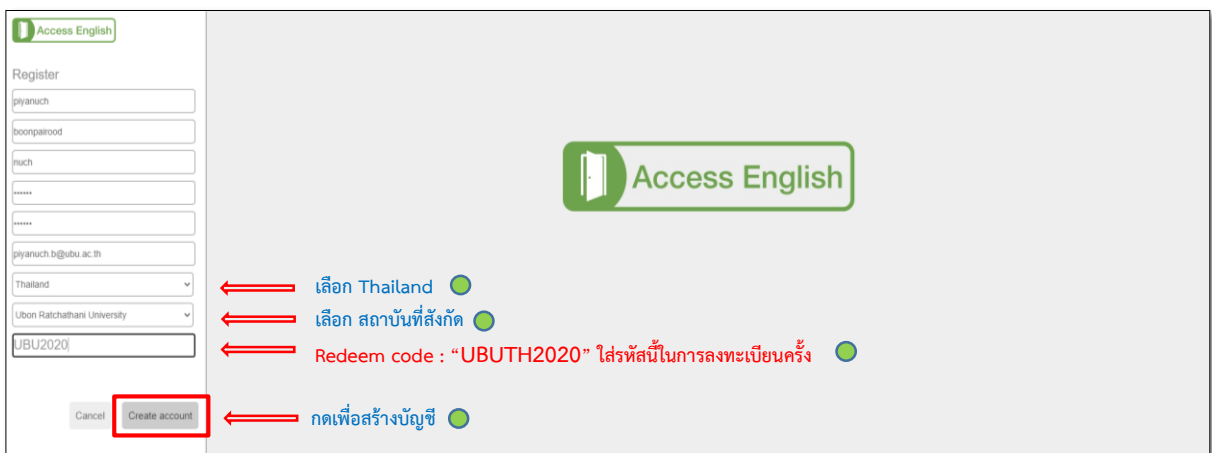 Access English
Register
piyanuch
boonpairood
nuch
••••••
••••••
piyanuch.b@ubu.ac.th
Thailand
Ubon Ratchathani University
UBU2020
Cancel
Create account
Access English
เลือก Thailand
เลือก สถาบันที่สังกัด
Redeem code : “UBUTH2020” ใส่รหัสนี้ในการลงทะเบียนครั้ง
กดเพื่อสร้างบัญชี